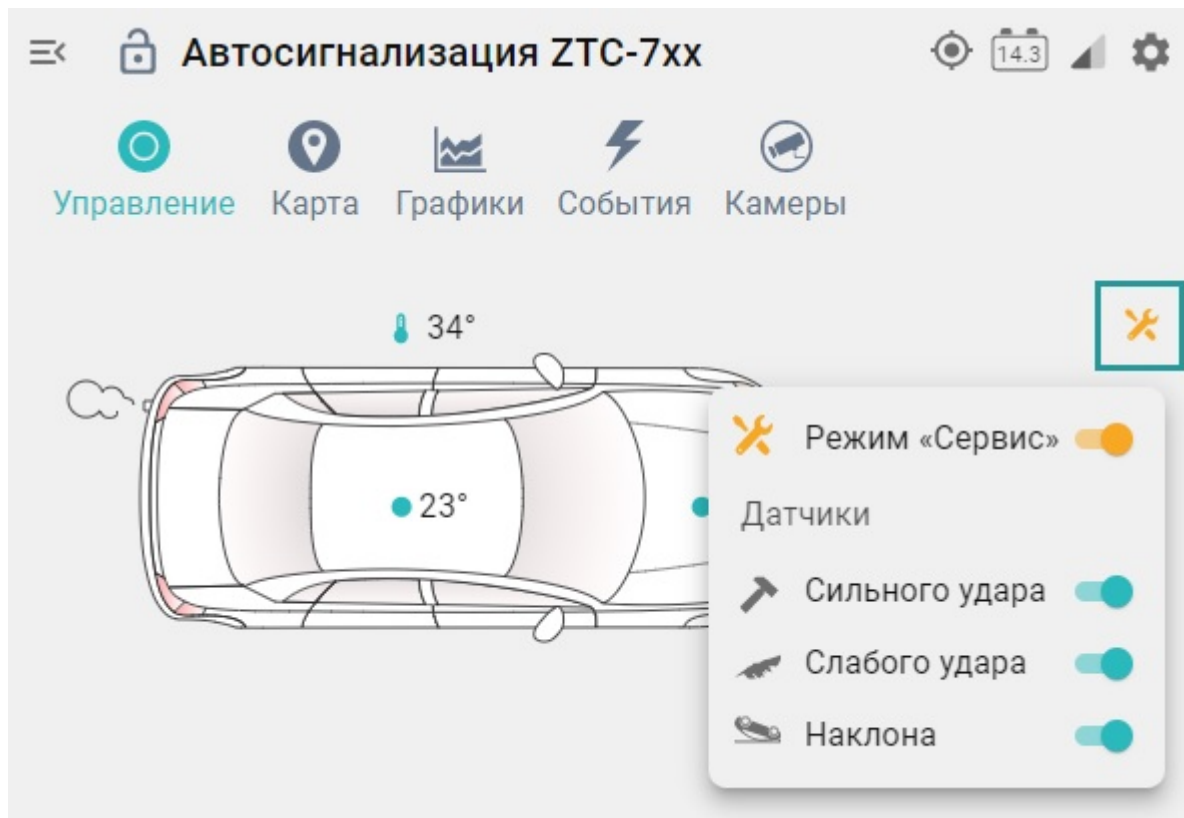 Автосигнализация ZTC-7xx
14.3
Управление Карта Графики События Камеры
34°
23°
Режим «Сервис»
Датчики
Сильного удара
Слабого удара
Наклона